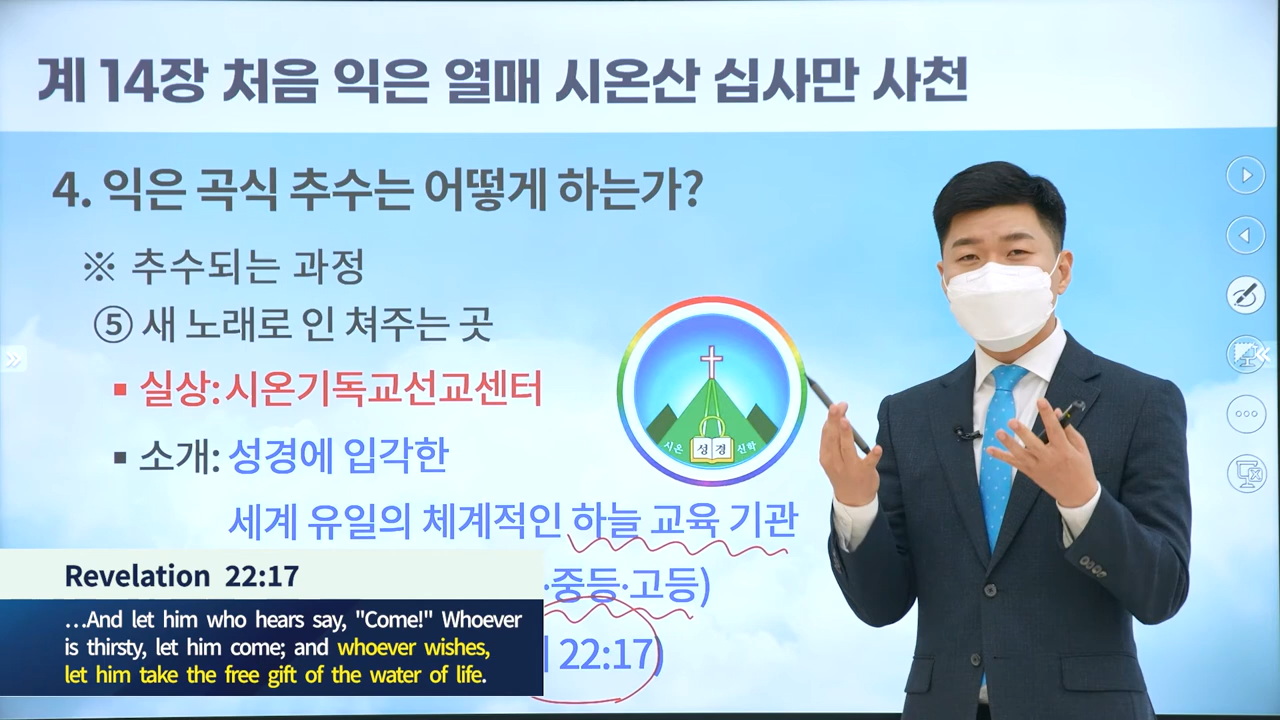 계 14장 처음 익은 열매 시온산 십사만 사천
4. 익은 곡식 추수는 어떻게 하는가?
※ 추수되는 과정
⑤ 새 노래로 인 쳐주는 곳
▪ 실상: 시온기독교선교센터
▪ 소개: 성경에 입각한
세계 유일의 체계적인 하늘 교육 기관
시온 성경 신학
·중등·고등)
22:17)
Revelation 22:17
…And let him who hears say, "Come!" Whoever
is thirsty, let him come; and whoever wishes,
let him take the free gift of the water of life.